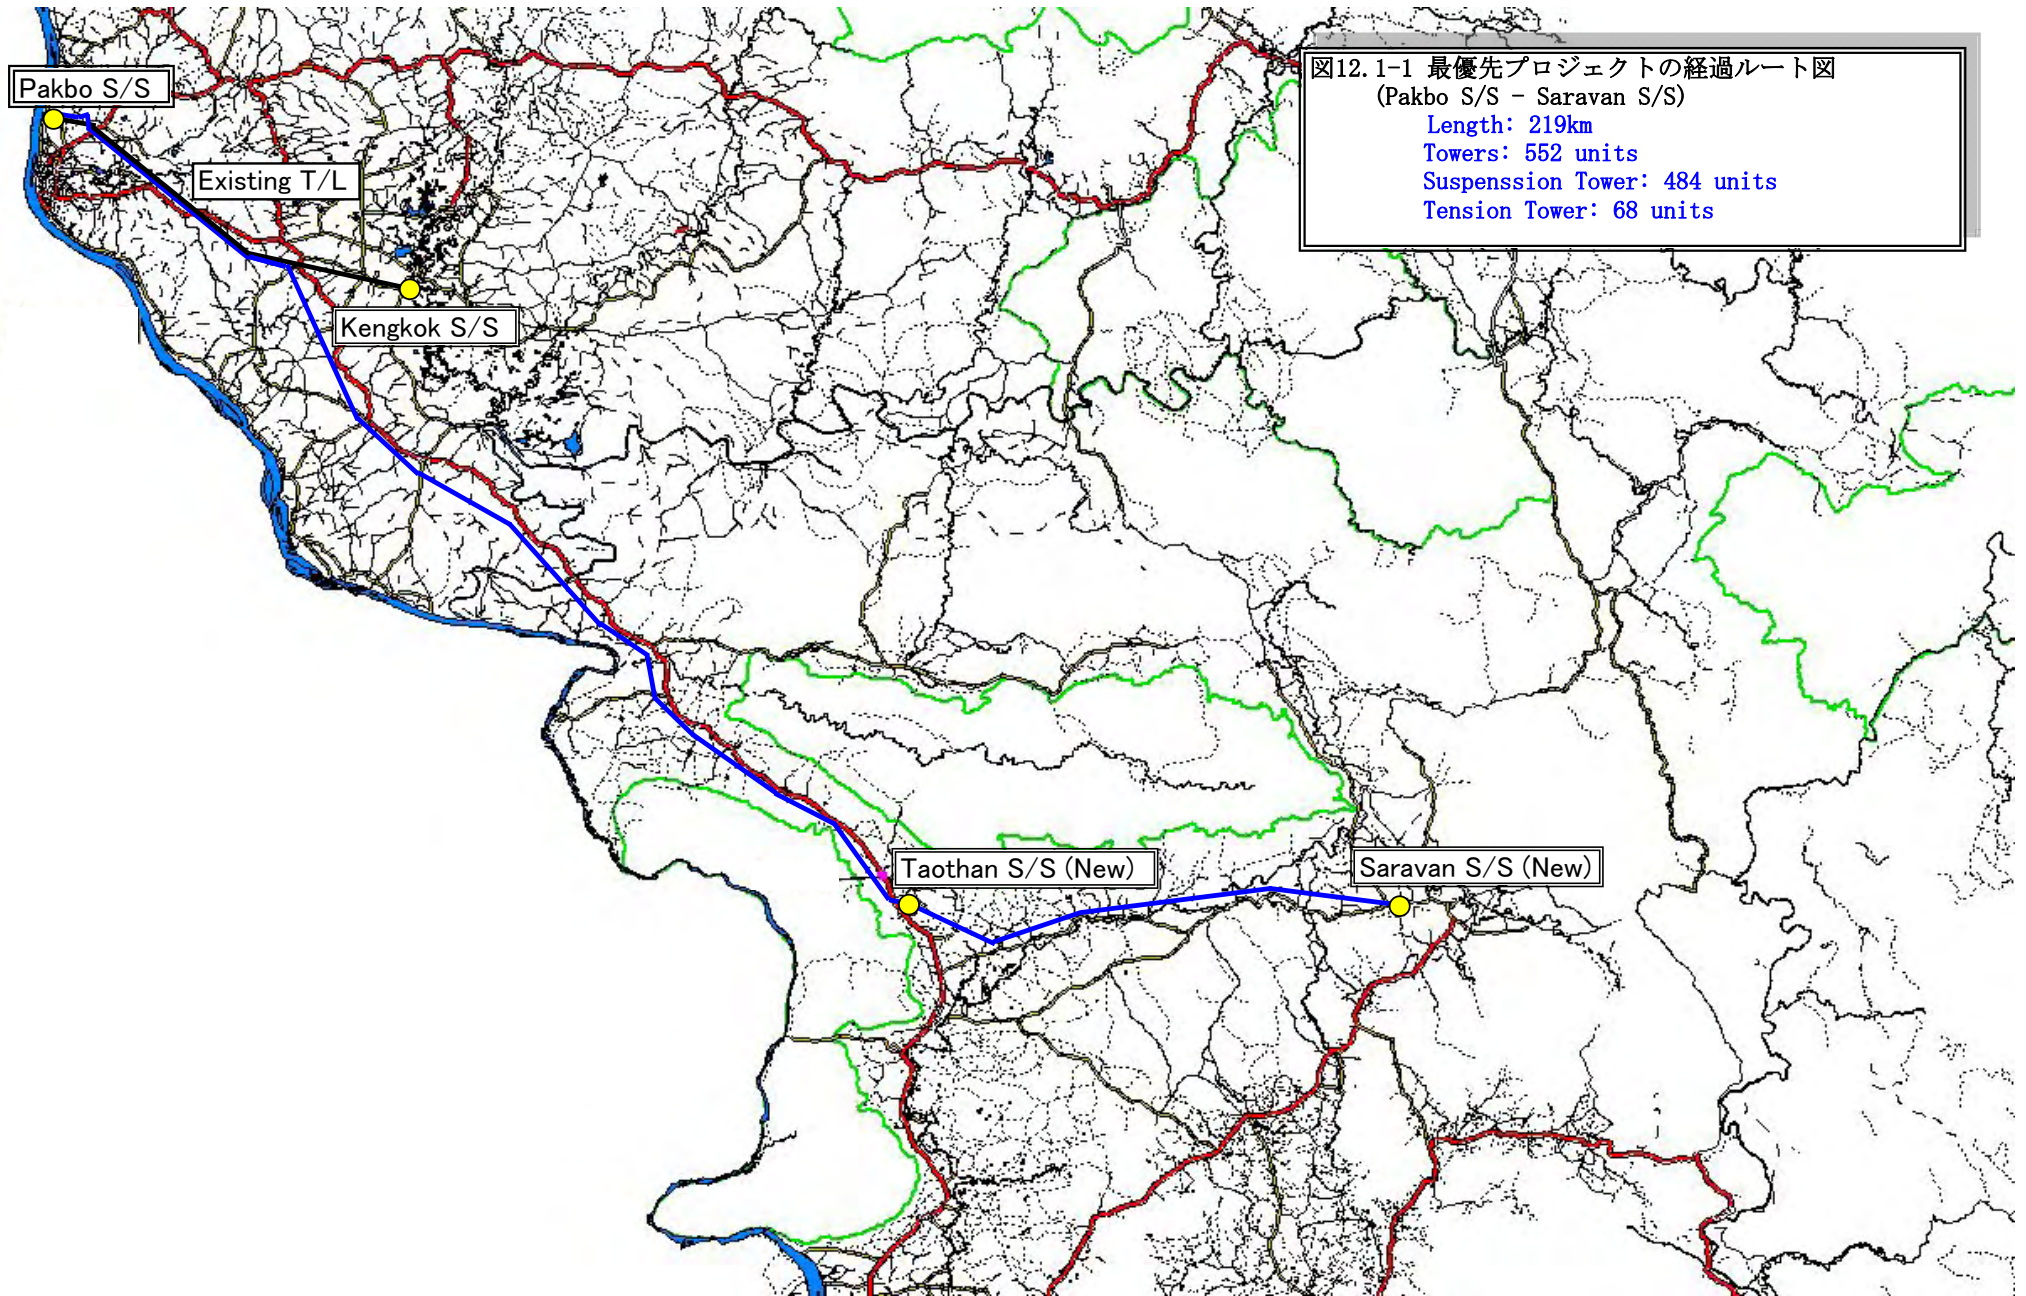 Pakbo S/S
図12.1-1 最優先プロジェクトの経過ルート図
(Pakbo S/S - Saravan S/S)
Length: 219km
Towers: 552 units
Suspenssion Tower: 484 units
Tension Tower: 68 units
Existing T/L
Kengkok S/S
Taothan S/S (New)
Saravan S/S (New)